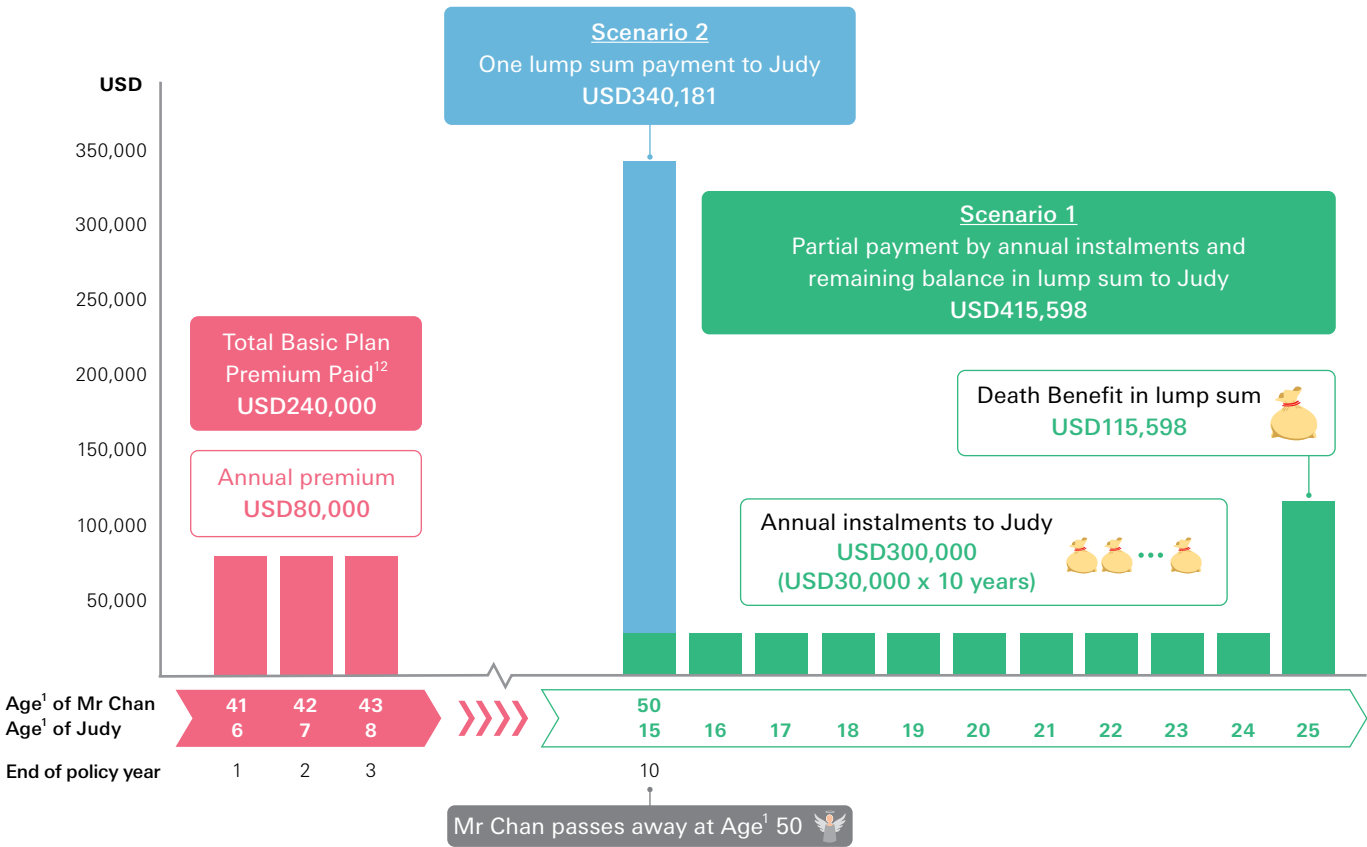 Scenario 2
One lump sum payment to Judy
USD340,181
USD
350,000
300,000
250,000
200,000
150,000
100,000
50,000
Scenario 1
Partial payment by annual instalments and
remaining balance in lump sum to Judy
USD415,598
Total Basic Plan
Premium Paid12
USD240,000
Annual premium
USD80,000
Death Benefit in lump sum
USD115,598
Annual instalments to Judy
USD300,000
(USD30,000 x 10 years)
Age1 of Mr Chan 41 42 43 50
Age1 of Judy 6 7 8 15 16 17 18 19 20 21 22 23 24 25
End of policy year 1 2 3 10
Mr Chan passes away at Age1 50